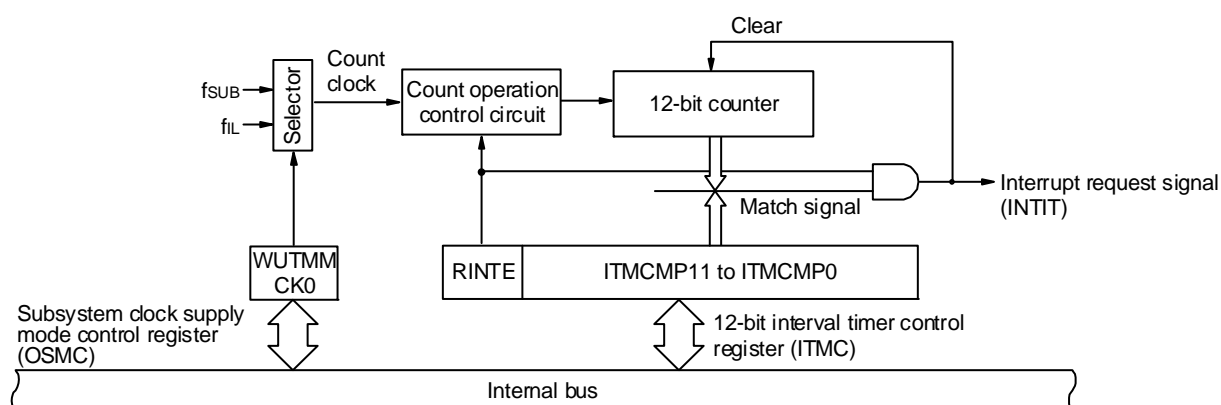 Clear
Count
clock
fSUB
fIL
Selector
Count operation
control circuit
12-bit counter
Match signal
Interrupt request signal
(INTIT)
WUTMM
CK0
RINTE
ITMCMP11 to ITMCMP0
Subsystem clock supply
mode control register
(OSMC)
12-bit interval timer control
register (ITMC)
Internal bus